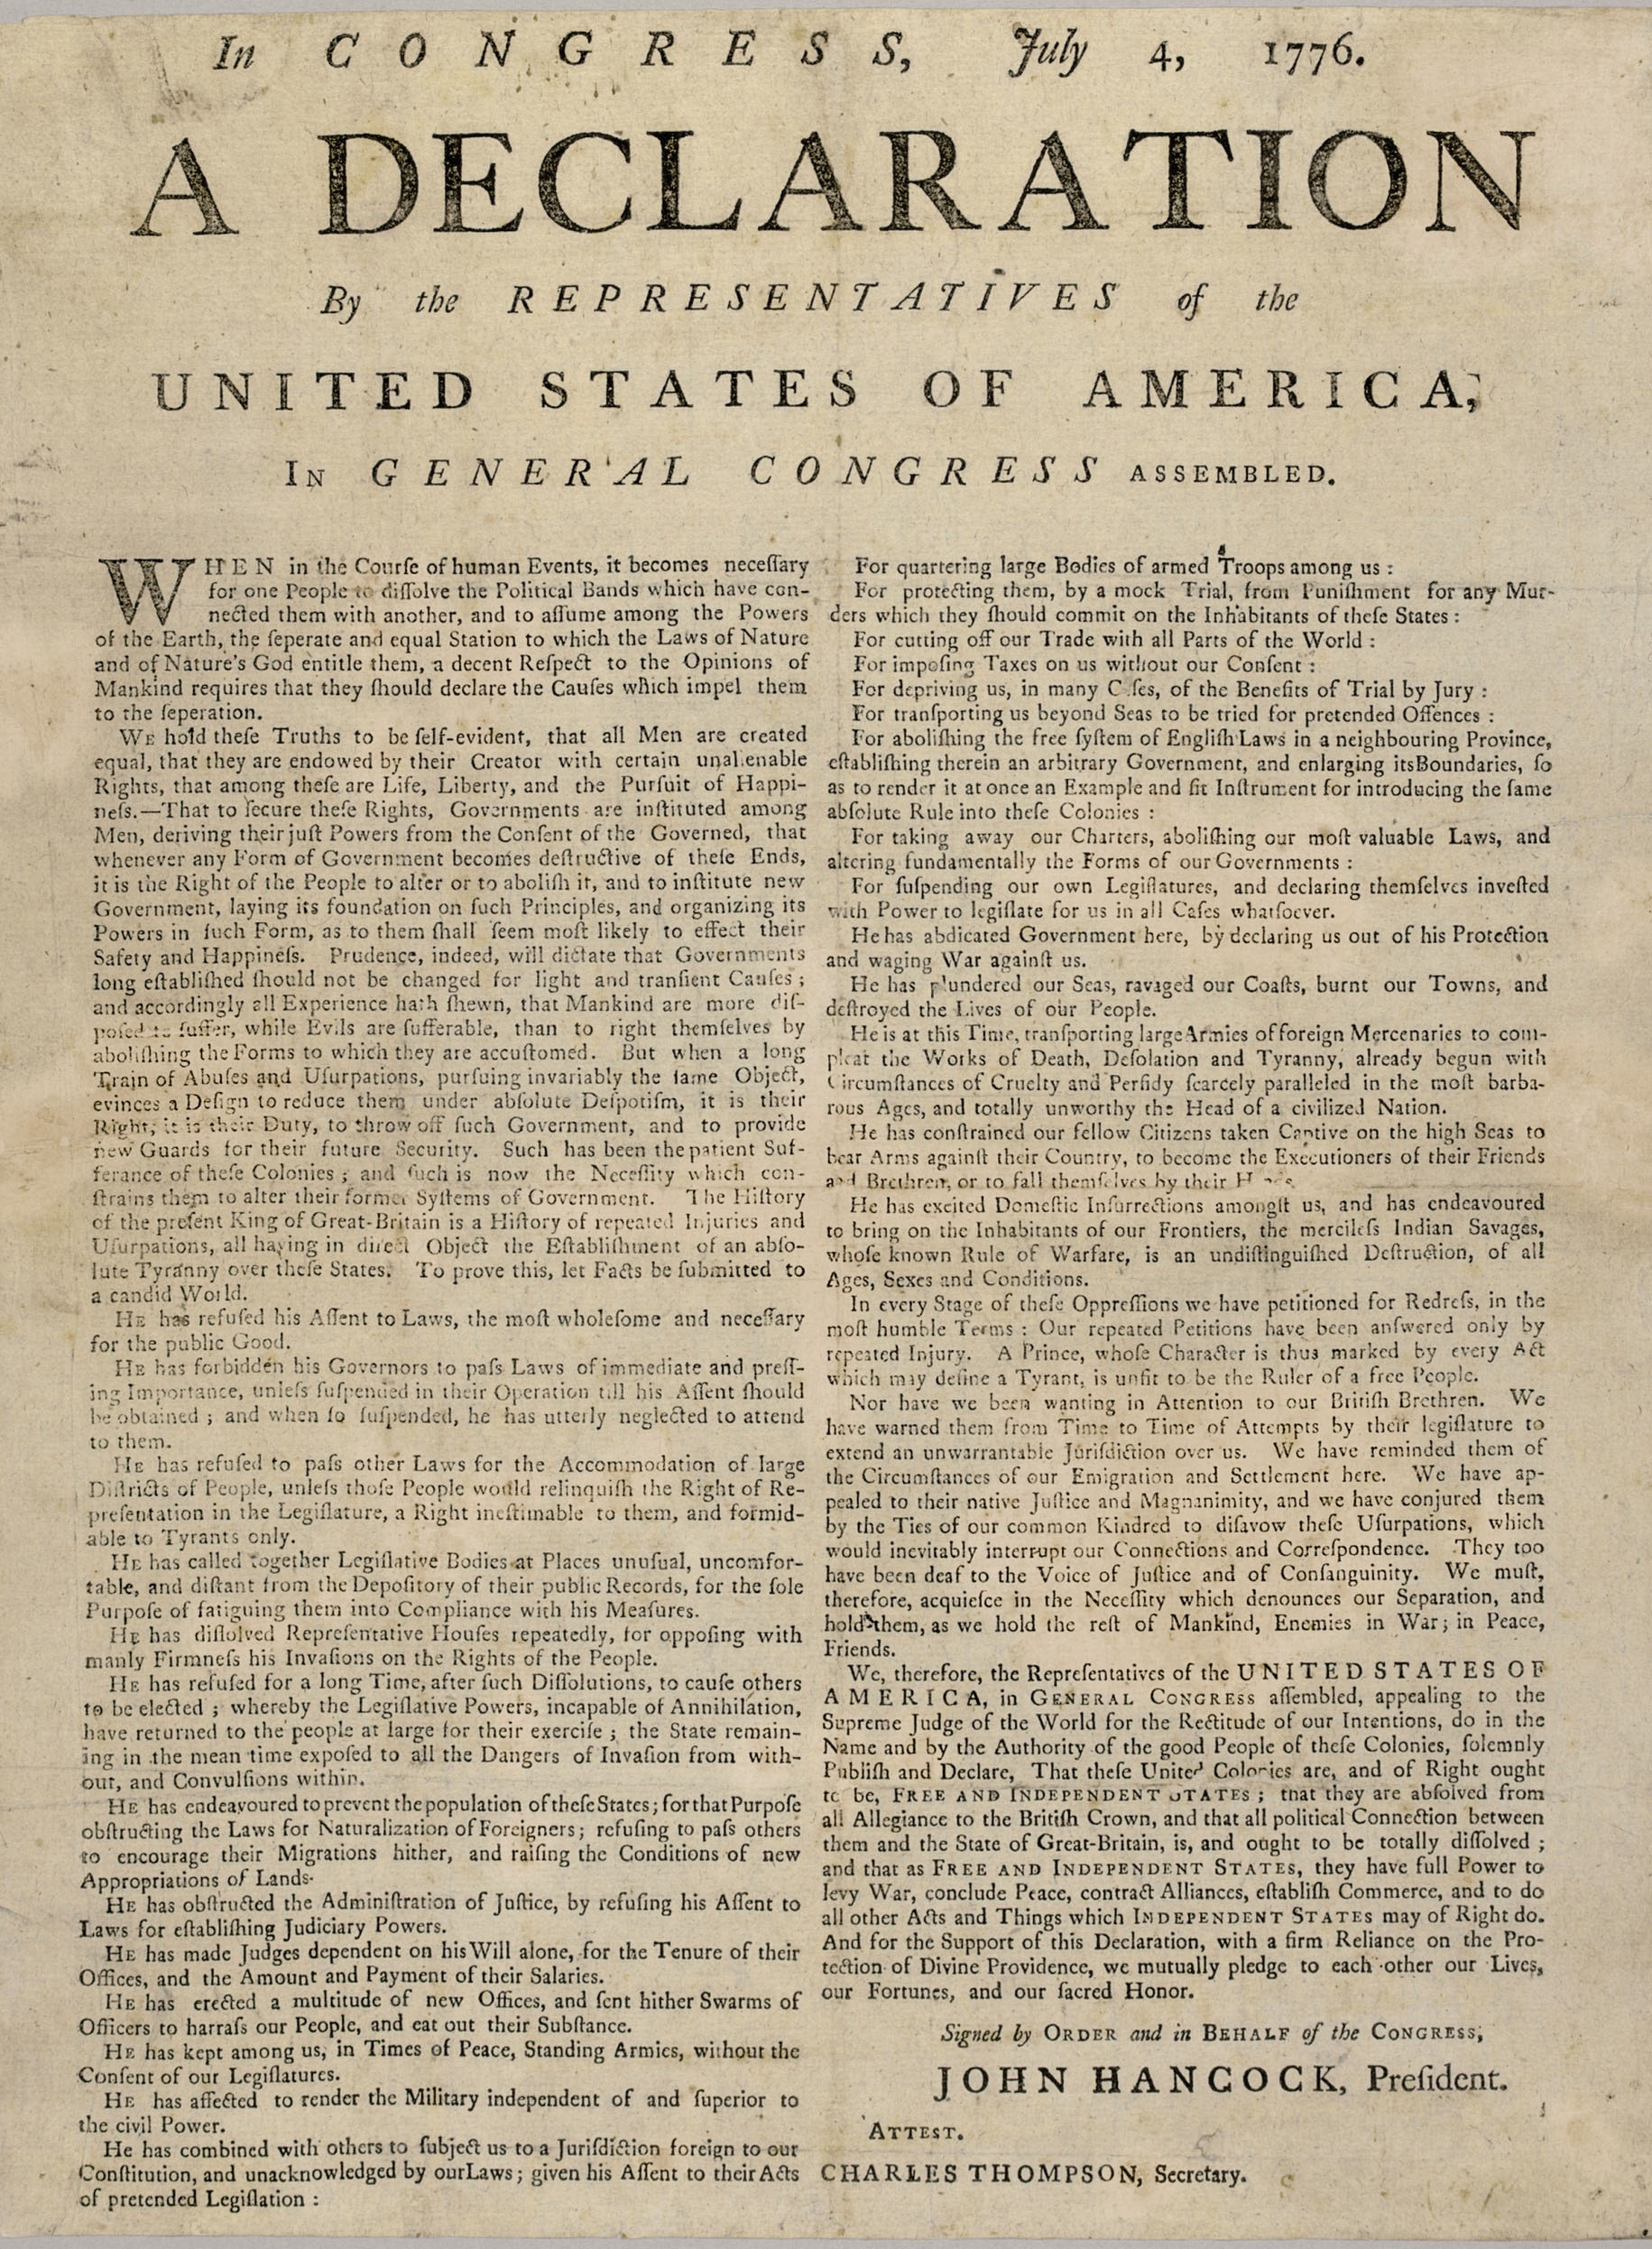 In CONGRESS, July 4, 1776.
A DECLARATION
By the REPRESENTATIVES of the
UNITED STATES OF AMERICA,
IN GENERAL CONGRESS ASSEMBLED.
WHEN in the Courſe of human Events, it becomes neceſſary
for one People to diſſolve the Political Bands which have con-
nected them with another, and to aſſume among the Powers
of the Earth, the ſeperate and equal Station to which the Laws of Nature
and of Nature's God entitle them, a decent Reſpect to the Opinions of
Mankind requires that they ſhould declare the Cauſes which impel them
to the ſeperation.
WE hold theſe Truths to be ſelf-evident, that all Men are created
equal, that they are endowed by their Creator with certain unalienable
Rights, that among theſe are Life, Liberty, and the Purſuit of Happi-
neſs.—That to ſecure theſe Rights, Governments are inſtituted among
Men, deriving their juſt Powers from the Conſent of the Governed, that
whenever any Form of Government becomes deſtructive of theſe Ends,
it is the Right of the People to alter or to aboliſh it, and to inſtitute new
Government, laying its foundation on ſuch Principles, and organizing its
Powers in ſuch Form, as to them ſhall ſeem moſt likely to effect their
Safety and Happineſs. Prudence, indeed, will dictate that Governments
long eſtabliſhed ſhould not be changed for light and tranſient Cauſes ;
and accordingly all Experience hath ſhewn, that Mankind are more diſ-
poſed to ſuffer, while Evils are ſufferable, than to right themſelves by
aboliſhing the Forms to which they are accuſtomed. But when a long
Train of Abuſes and Uſurpations, purſuing invariably the ſame Object,
evinces a Deſign to reduce them under abſolute Deſpotiſm, it is their
Right, it is their Duty, to throw off ſuch Government, and to provide
new Guards for their future Security. Such has been the patient Suf-
ferance of theſe Colonies ; and ſuch is now the Neceſſity which con-
ſtrains them to alter their former Syſtems of Government. The Hiſtory
of the preſent King of Great-Britain is a Hiſtory of repeated Injuries and
Uſurpations, all having in direct Object the Eſtabliſhment of an abſo-
lute Tyranny over theſe States. To prove this, let Facts be ſubmitted to
a candid World.
HE has refuſed his Aſſent to Laws, the moſt wholeſome and neceſſary
for the public Good.
HE has forbidden his Governors to paſs Laws of immediate and preſſ-
ing Importance, unleſs ſuſpended in their Operation till his Aſſent ſhould
be obtained ; and when ſo ſuſpended, he has utterly neglected to attend
to them.
HE has refuſed to paſs other Laws for the Accommodation of large
Diſtricts of People, unleſs thoſe People would relinquiſh the Right of Re-
preſentation in the Legiſlature, a Right ineſtimable to them, and formid-
able to Tyrants only.
HE has called together Legiſlative Bodies at Places unuſual, uncomfor-
table, and diſtant from the Depoſitory of their public Records, for the ſole
Purpoſe of fatiguing them into Compliance with his Meaſures.
HE has diſſolved Repreſentative Houſes repeatedly, for oppoſing with
manly Firmneſs his Invaſions on the Rights of the People.
HE has refuſed for a long Time, after ſuch Diſſolutions, to cauſe others
to be elected ; whereby the Legiſlative Powers, incapable of Annihilation,
have returned to the people at large for their exerciſe ; the State remain-
ing in the mean time expoſed to all the Dangers of Invaſion from with-
out, and Convulſions within.
HE has endeavoured to prevent the population of theſe States; for that Purpoſe
obſtructing the Laws for Naturalization of Foreigners; refuſing to paſs others
to encourage their Migrations hither, and raiſing the Conditions of new
Appropriations of Lands.
HE has obſtructed the Adminiſtration of Juſtice, by refuſing his Aſſent to
Laws for eſtabliſhing Judiciary Powers.
HE has made Judges dependent on his Will alone, for the Tenure of their
Offices, and the Amount and Payment of their Salaries.
HE has erected a multitude of new Offices, and ſent hither Swarms of
Officers to harraſs our People, and eat out their Subſtance.
HE has kept among us, in Times of Peace, Standing Armies, without the
Conſent of our Legiſlatures.
HE has affected to render the Military independent of and ſuperior to
the civil Power.
He has combined with others to ſubject us to a Juriſdiction foreign to our
Conſtitution, and unacknowledged by our Laws; given his Aſſent to their Acts
of pretended Legiſlation :
For quartering large Bodies of armed Troops among us :
For protecting them, by a mock Trial, from Puniſhment for any Mur-
ders which they ſhould commit on the Inhabitants of theſe States :
For cutting off our Trade with all Parts of the World :
For impoſing Taxes on us without our Conſent :
For depriving us, in many Caſes, of the Benefits of Trial by Jury :
For tranſporting us beyond Seas to be tried for pretended Offences :
For aboliſhing the free ſyſtem of Engliſh Laws in a neighbouring Province,
eſtabliſhing therein an arbitrary Government, and enlarging its Boundaries, ſo
as to render it at once an Example and fit Inſtrument for introducing the ſame
abſolute Rule into theſe Colonies :
For taking away our Charters, aboliſhing our moſt valuable Laws, and
altering fundamentally the Forms of our Governments :
For ſuſpending our own Legiſlatures, and declaring themſelves inveſted
with Power to legiſlate for us in all Caſes whatſoever.
He has abdicated Government here, by declaring us out of his Protection
and waging War againſt us.
He has plundered our Seas, ravaged our Coaſts, burnt our Towns, and
deſtroyed the Lives of our People.
He is at this Time, tranſporting large Armies of foreign Mercenaries to com-
pleat the Works of Death, Deſolation and Tyranny, already begun with
Circumſtances of Cruelty and Perfidy ſcarcely paralleled in the moſt barba-
rous Ages, and totally unworthy the Head of a civilized Nation.
He has conſtrained our fellow Citizens taken Captive on the high Seas to
bear Arms againſt their Country, to become the Executioners of their Friends
and Brethren, or to fall themſelves by their
He has excited Domeſtic Inſurrections amongſt us, and has endeavoured
to bring on the Inhabitants of our Frontiers, the mercileſs Indian Savages,
whoſe known Rule of Warfare, is an undiſtinguiſhed Deſtruction, of all
Ages, Sexes and Conditions.
In every Stage of theſe Oppreſſions we have petitioned for Redreſs, in the
moſt humble Terms : Our repeated Petitions have been anſwered only by
repeated Injury. A Prince, whoſe Character is thus marked by every Act
which may define a Tyrant, is unfit to be the Ruler of a free People.
Nor have we been wanting in Attention to our Britiſh Brethren. We
have warned them from Time to Time of Attempts by their legiſlature to
extend an unwarrantable Juriſdiction over us. We have reminded them of
the Circumſtances of our Emigration and Settlement here. We have ap-
pealed to their native Juſtice and Magnanimity, and we have conjured them
by the Ties of our common Kindred to diſavow theſe Uſurpations, which
would inevitably interrupt our Connections and Correſpondence. They too
have been deaf to the Voice of Juſtice and of Conſanguinity. We muſt,
therefore, acquieſce in the Neceſſity which denounces our Separation, and
hold them, as we hold the reſt of Mankind, Enemies in War; in Peace,
Friends.
We, therefore, the Repreſentatives of the UNITED STATES OF
AMERICA, in GENERAL CONGRESS aſſembled, appealing to the
Supreme Judge of the World for the Rectitude of our Intentions, do in the
Name and by the Authority of the good People of theſe Colonies, ſolemnly
Publiſh and Declare, That theſe United Colonies are, and of Right ought
to be, FREE AND INDEPENDENT STATES ; that they are abſolved from
all Allegiance to the Britiſh Crown, and that all political Connection between
them and the State of Great-Britain, is, and ought to be totally diſſolved ;
and that as FREE AND INDEPENDENT STATES, they have full Power to
levy War, conclude Peace, contract Alliances, eſtabliſh Commerce, and to do
all other Acts and Things which INDEPENDENT STATES may of Right do.
And for the Support of this Declaration, with a firm Reliance on the Pro-
tection of Divine Providence, we mutually pledge to each other our Lives,
our Fortunes, and our ſacred Honor.
Signed by ORDER and in BEHALF of the CONGRESS,
JOHN HANCOCK, Preſident.
ATTEST.
CHARLES THOMPSON, Secretary.